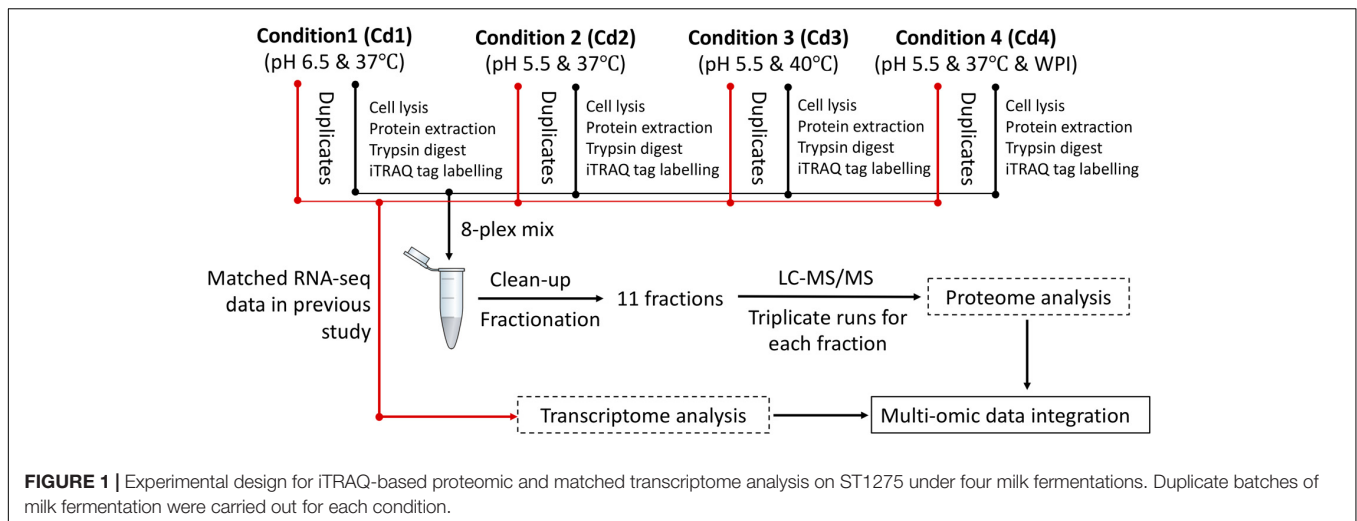 Condition1 (Cd1)
(pH 6.5 & 37℃)
Condition 2 (Cd2)
(pH 5.5 & 37℃)
Condition 3 (Cd3)
(pH 5.5 & 40℃)
Condition 4 (Cd4)
(pH 5.5 & 37℃ & WPI)
Duplicates
Cell lysis
Protein extraction
Trypsin digest
iTRAQ tag labelling
Duplicates
Cell lysis
Protein extraction
Trypsin digest
iTRAQ tag labelling
Duplicates
Cell lysis
Protein extraction
Trypsin digest
iTRAQ tag labelling
Duplicates
Cell lysis
Protein extraction
Trypsin digest
iTRAQ tag labelling
8-plex mix
Matched RNA-seq
data in previous
study
Clean-up
Fractionation
11 fractions
LC-MS/MS
Triplicate runs for
each fraction
Proteome analysis
Transcriptome analysis
Multi-omic data integration
FIGURE 1 | Experimental design for iTRAQ-based proteomic and matched transcriptome analysis on ST1275 under four milk fermentations. Duplicate batches of
milk fermentation were carried out for each condition.